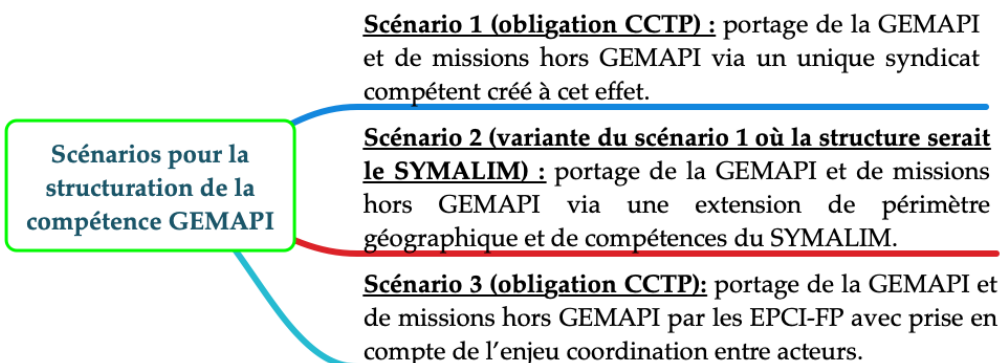 Scénario 1 (obligation CCTP) : portage de la GEMAPI
et de missions hors GEMAPI via un unique syndicat
compétent créé à cet effet.
Scénarios pour la
structuration de la
compétence GEMAPI
Scénario 2 (variante du scénario 1 où la structure serait
le SYMALIM) : portage de la GEMAPI et de missions
hors GEMAPI via une extension de périmètre
géographique et de compétences du SYMALIM.
Scénario 3 (obligation CCTP): portage de la GEMAPI et
de missions hors GEMAPI par les EPCI-FP avec prise en
compte de l'enjeu coordination entre acteurs.